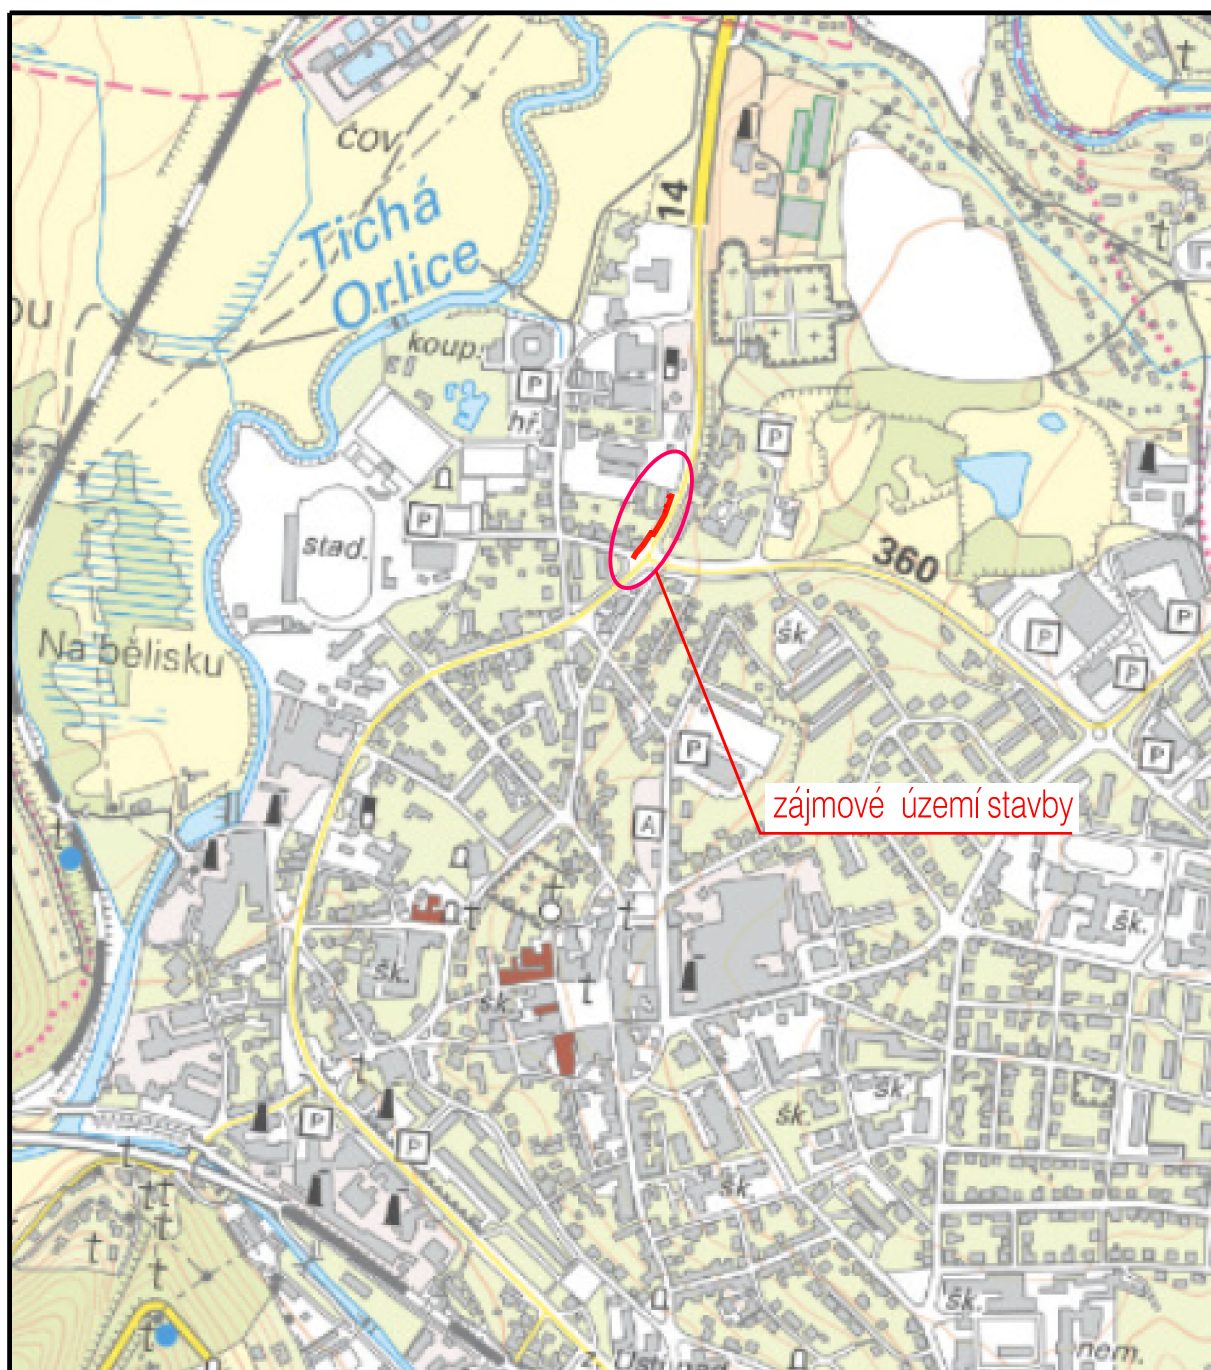 ČOV
Tichá
Orlice
14
ou
koup.
P
hř.
P
P
stad.
360
Na bělisku
šk.
P
P
P
P
P
zájmové území stavby
A
šk.
šk.
šk.
šk.
šk.
P
P
šk.
šk.
nem.